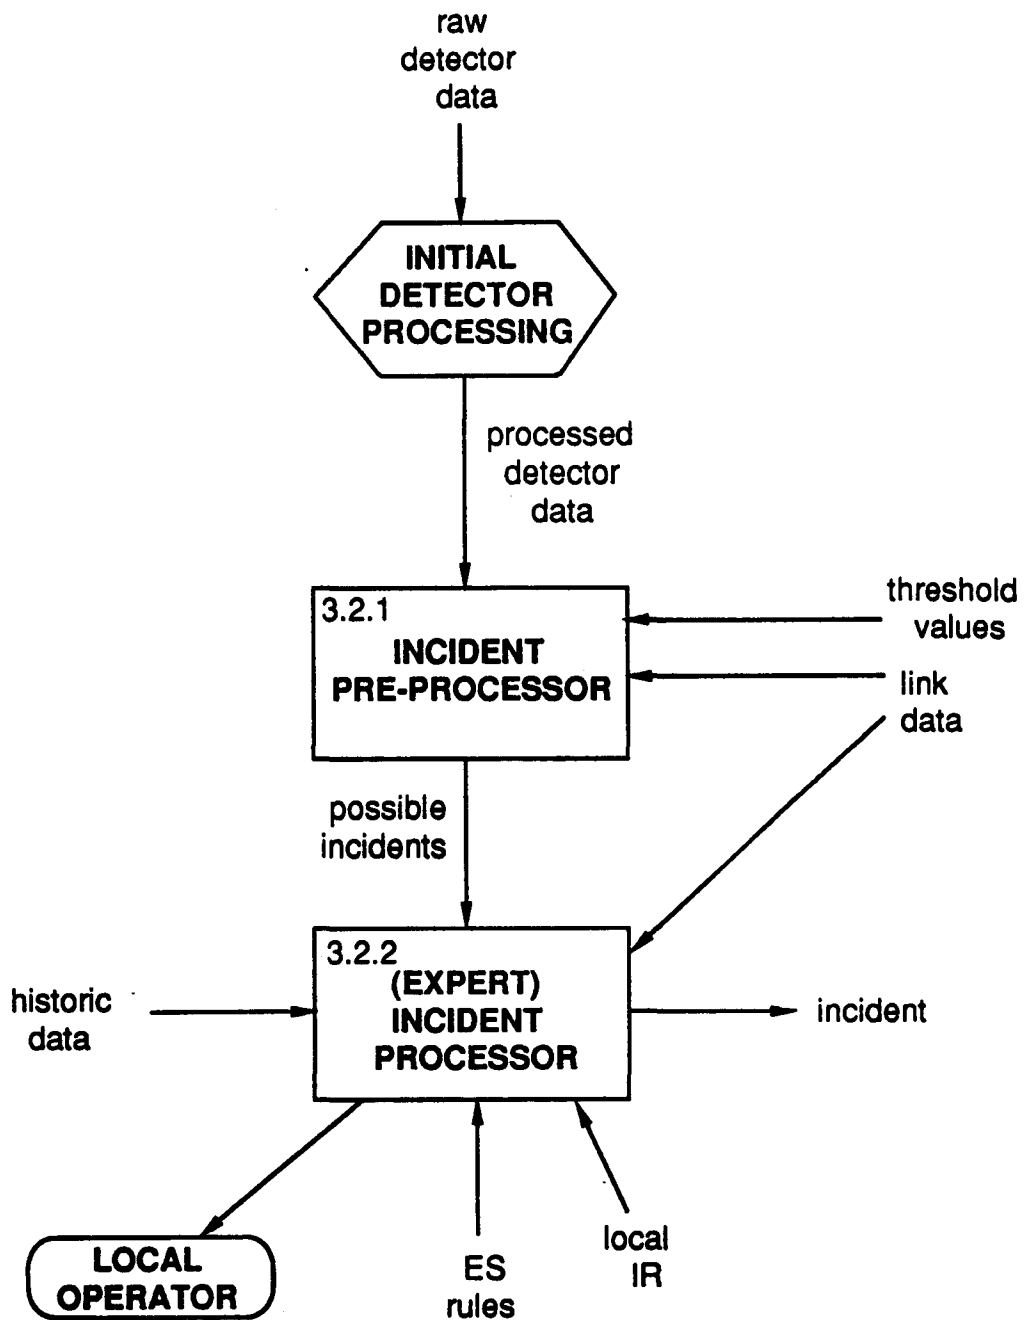 raw
detector
data
INITIAL
DETECTOR
PROCESSING
processed
detector
data
3.2.1
INCIDENT
PRE-PROCESSOR
threshold
values
link
data
possible
incidents
3.2.2
(EXPERT)
INCIDENT
PROCESSOR
historic
data
incident
LOCAL
OPERATOR
ES
rules
local
IR